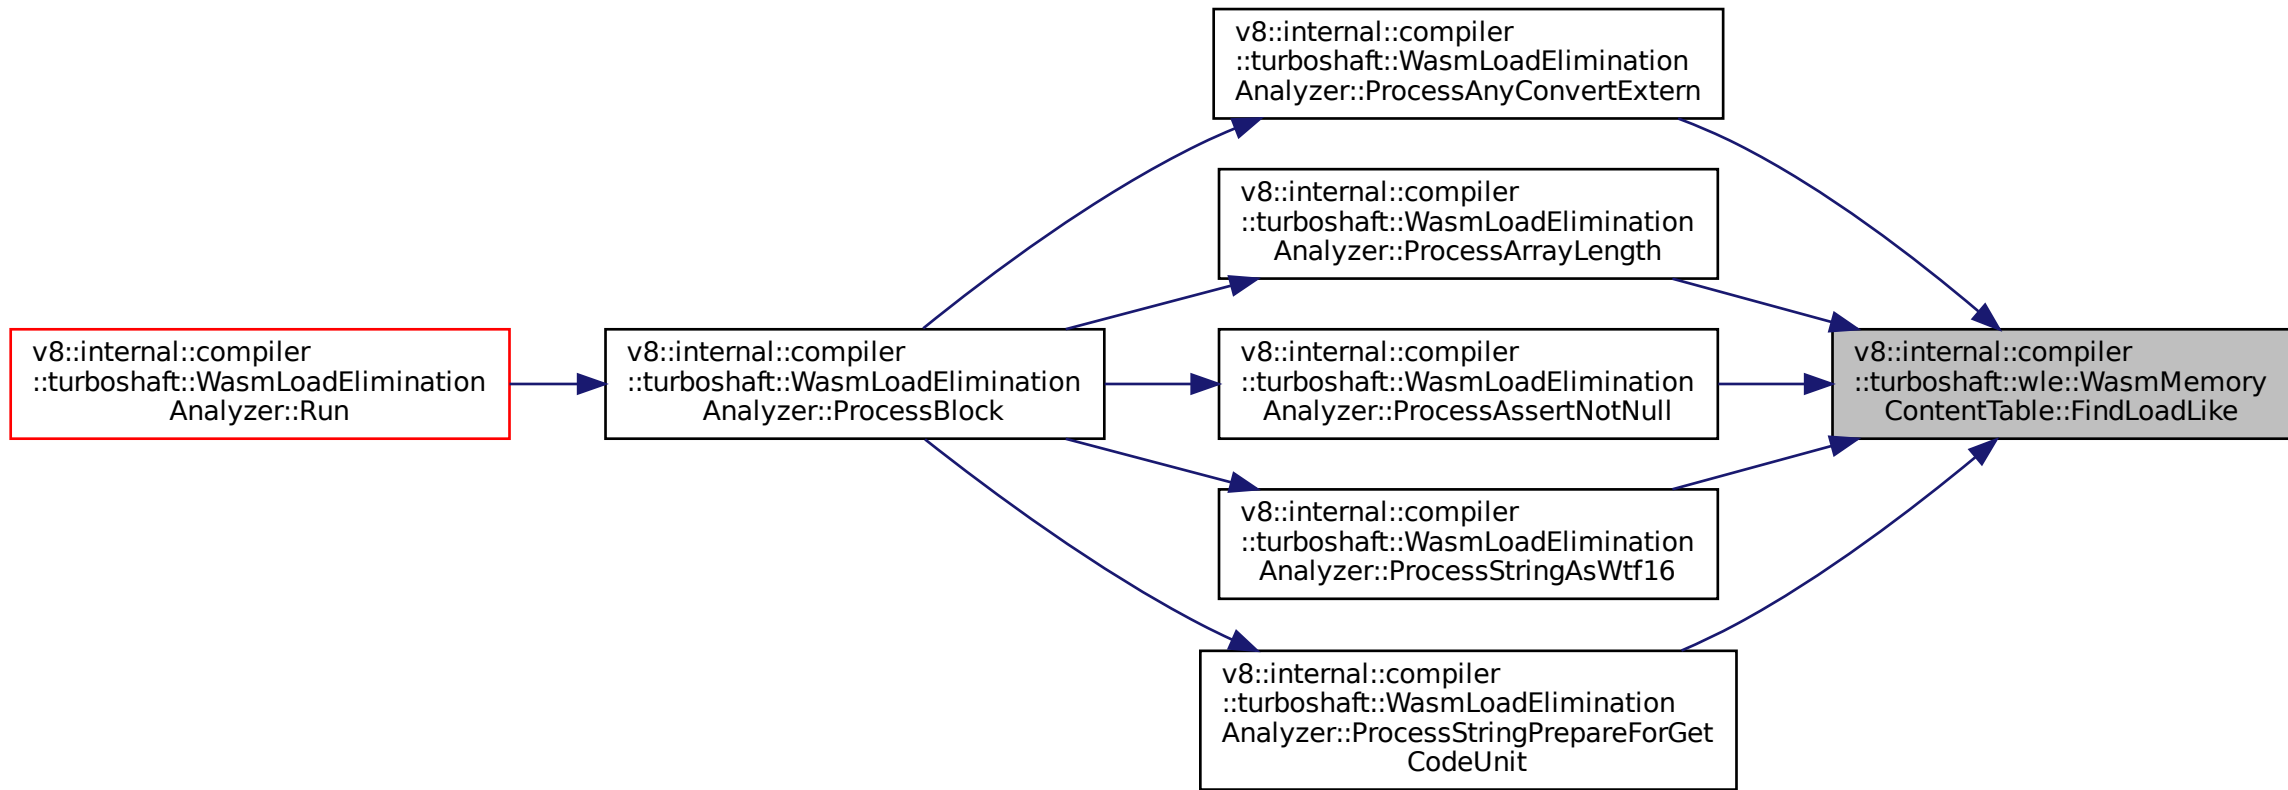 v8::internal::compiler
::turboshaft::WasmLoadElimination
Analyzer::Run
v8::internal::compiler
::turboshaft::WasmLoadElimination
Analyzer::ProcessBlock
v8::internal::compiler
::turboshaft::WasmLoadElimination
Analyzer::ProcessAnyConvertExtern
v8::internal::compiler
::turboshaft::WasmLoadElimination
Analyzer::ProcessArrayLength
v8::internal::compiler
::turboshaft::WasmLoadElimination
Analyzer::ProcessAssertNotNull
v8::internal::compiler
::turboshaft::WasmLoadElimination
Analyzer::ProcessStringAsWtf16
v8::internal::compiler
::turboshaft::WasmLoadElimination
Analyzer::ProcessStringPrepareForGet
CodeUnit
v8::internal::compiler
::turboshaft::wle::WasmMemory
ContentTable::FindLoadLike